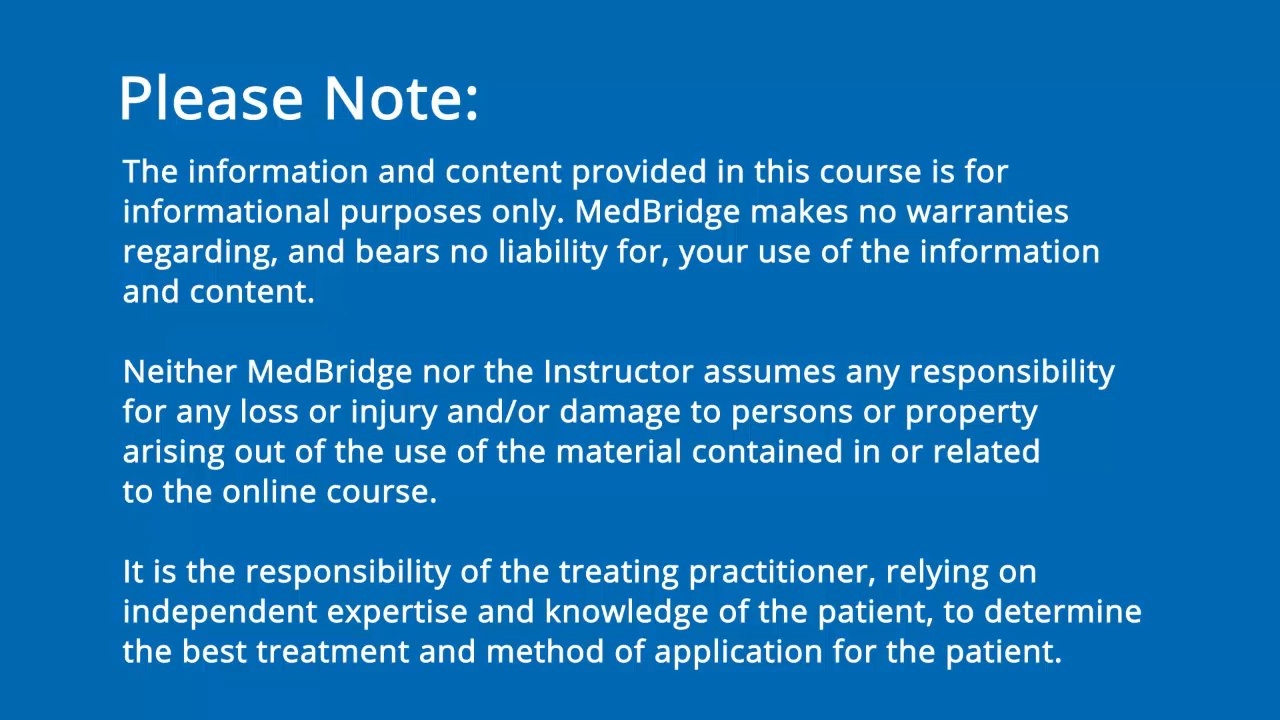 Please Note:
The information and content provided in this course is for
informational purposes only. MedBridge makes no warranties
regarding, and bears no liability for, your use of the information
and content.
Neither MedBridge nor the Instructor assumes any responsibility
for any loss or injury and/or damage to persons or property
arising out of the use of the material contained in or related
to the online course.
It is the responsibility of the treating practitioner, relying on
independent expertise and knowledge of the patient, to determine
the best treatment and method of application for the patient.